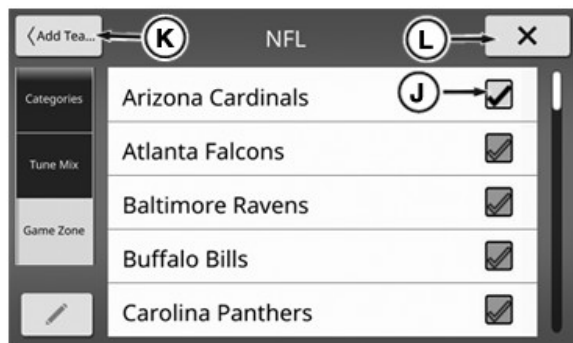 Add Tea...
K
NFL
L
Categories
Arizona Cardinals
J
Tune Mix
Atlanta Falcons
Baltimore Ravens
Game Zone
Buffalo Bills
Carolina Panthers